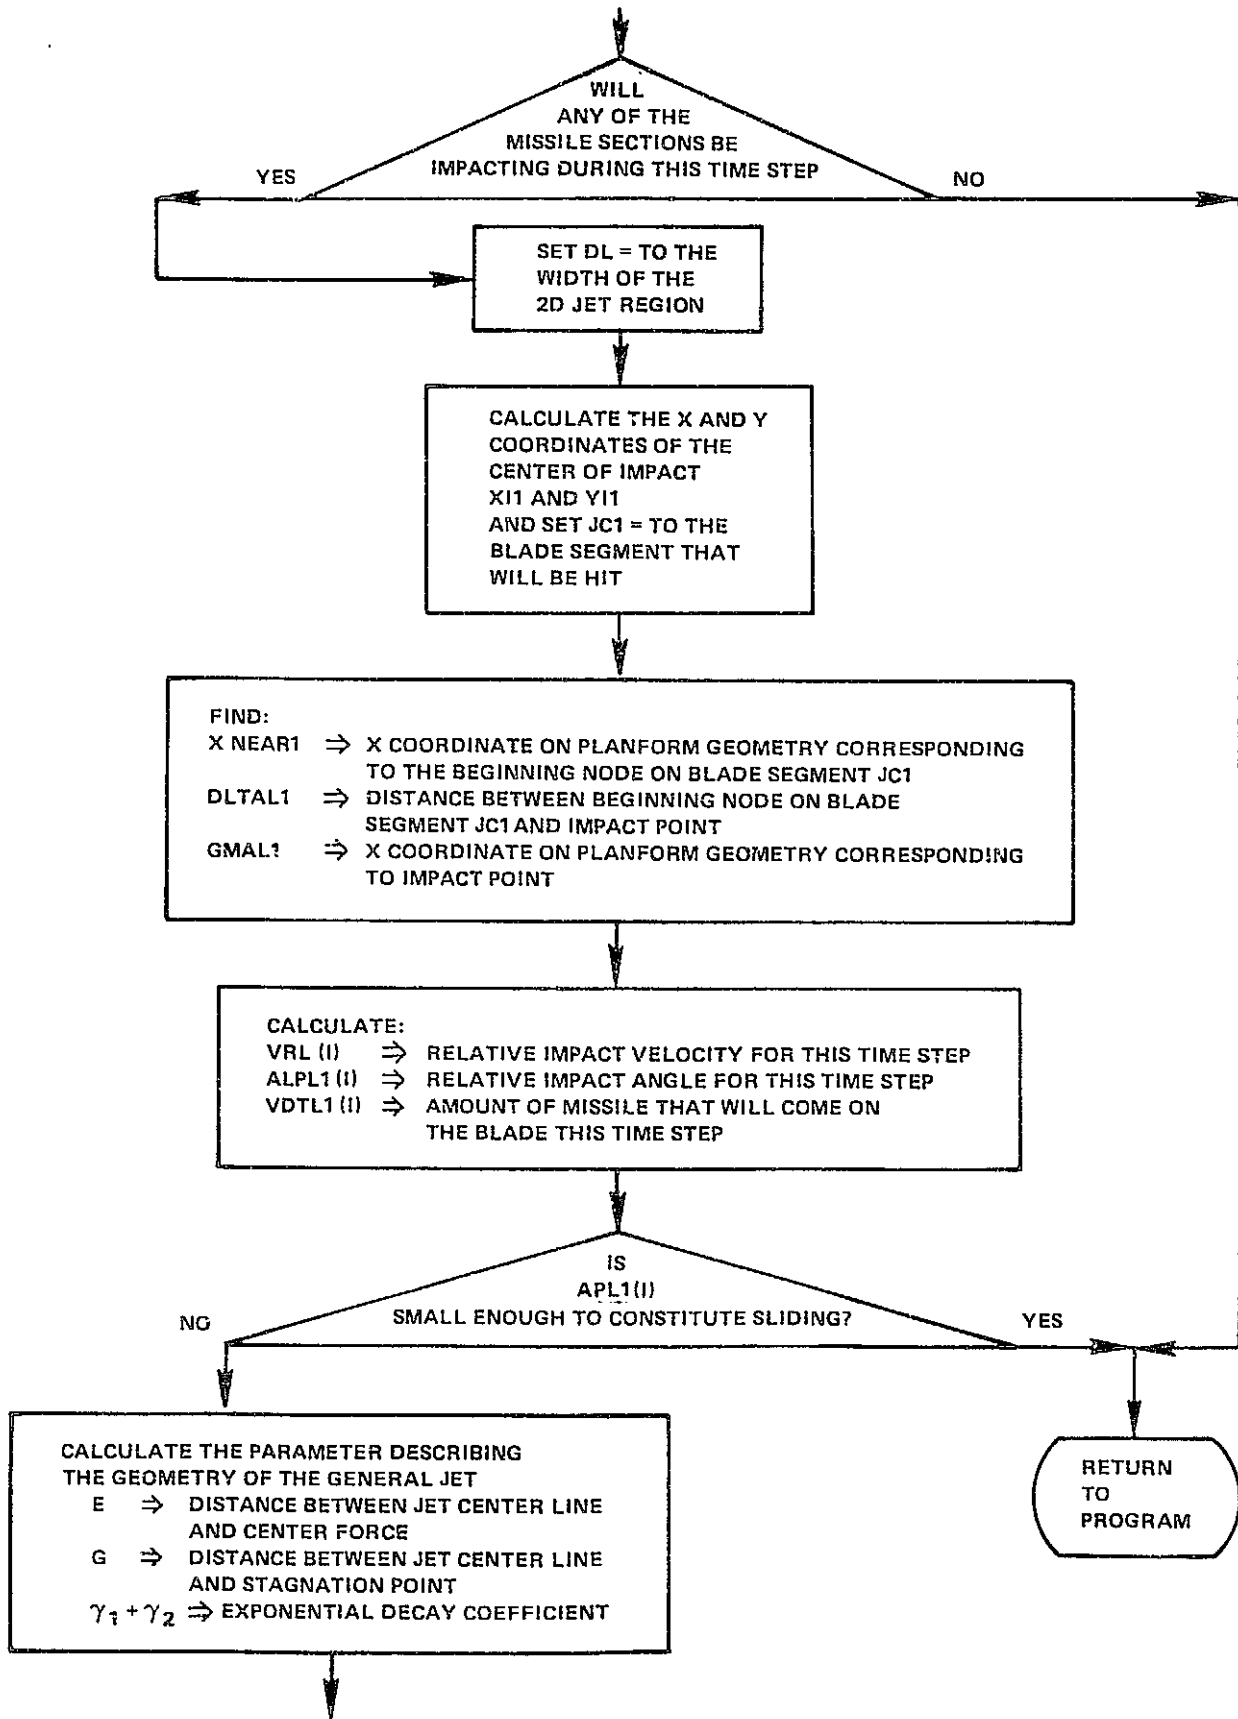 WILL
ANY OF THE
MISSILE SECTIONS BE
IMPACTING DURING THIS TIME STEP
YES
NO
SET DL = TO THE
WIDTH OF THE
2D JET REGION
CALCULATE THE X AND Y
COORDINATES OF THE
CENTER OF IMPACT
XI1 AND YI1
AND SET JC1 = TO THE
BLADE SEGMENT THAT
WILL BE HIT
FIND:
X NEAR1 ⇒ X COORDINATE ON PLANFORM GEOMETRY CORRESPONDING
TO THE BEGINNING NODE ON BLADE SEGMENT JC1
DLTAL1 ⇒ DISTANCE BETWEEN BEGINNING NODE ON BLADE
SEGMENT JC1 AND IMPACT POINT
GMAL1 ⇒ X COORDINATE ON PLANFORM GEOMETRY CORRESPONDING
TO IMPACT POINT
CALCULATE:
VRL (I) ⇒ RELATIVE IMPACT VELOCITY FOR THIS TIME STEP
ALPL1 (I) ⇒ RELATIVE IMPACT ANGLE FOR THIS TIME STEP
VDTL1 (I) ⇒ AMOUNT OF MISSILE THAT WILL COME ON
THE BLADE THIS TIME STEP
IS
APL1(I)
SMALL ENOUGH TO CONSTITUTE SLIDING?
NO
YES
CALCULATE THE PARAMETER DESCRIBING
THE GEOMETRY OF THE GENERAL JET
E ⇒ DISTANCE BETWEEN JET CENTER LINE
AND CENTER FORCE
G ⇒ DISTANCE BETWEEN JET CENTER LINE
AND STAGNATION POINT
γ₁ + γ₂ ⇒ EXPONENTIAL DECAY COEFFICIENT
RETURN
TO
PROGRAM